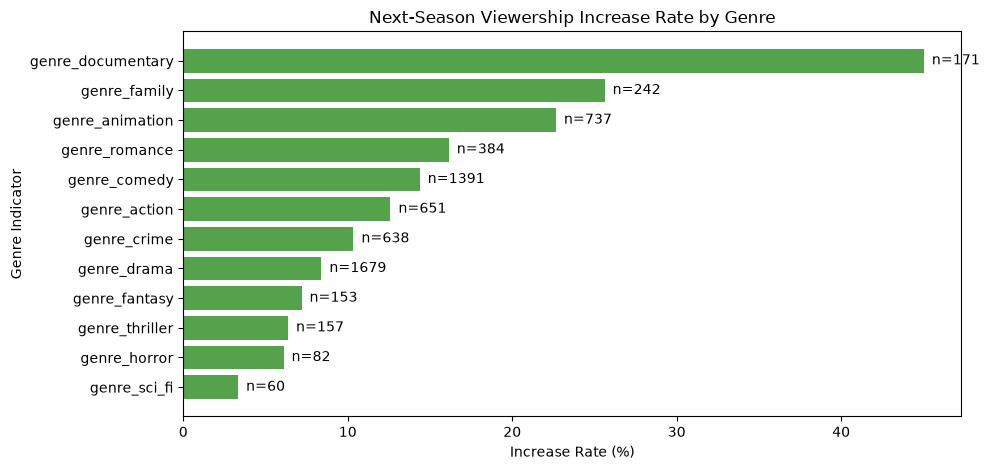 Next-Season Viewership Increase Rate by Genre
genre_documentary n=171
genre_family n=242
genre_animation n=737
genre_romance n=384
genre_comedy n=1391
genre_action n=651
genre_crime n=638
genre_drama n=1679
genre_fantasy n=153
genre_thriller n=157
genre_horror n=82
genre_sci_fi n=60
Genre Indicator
0 10 20 30 40
Increase Rate (%)